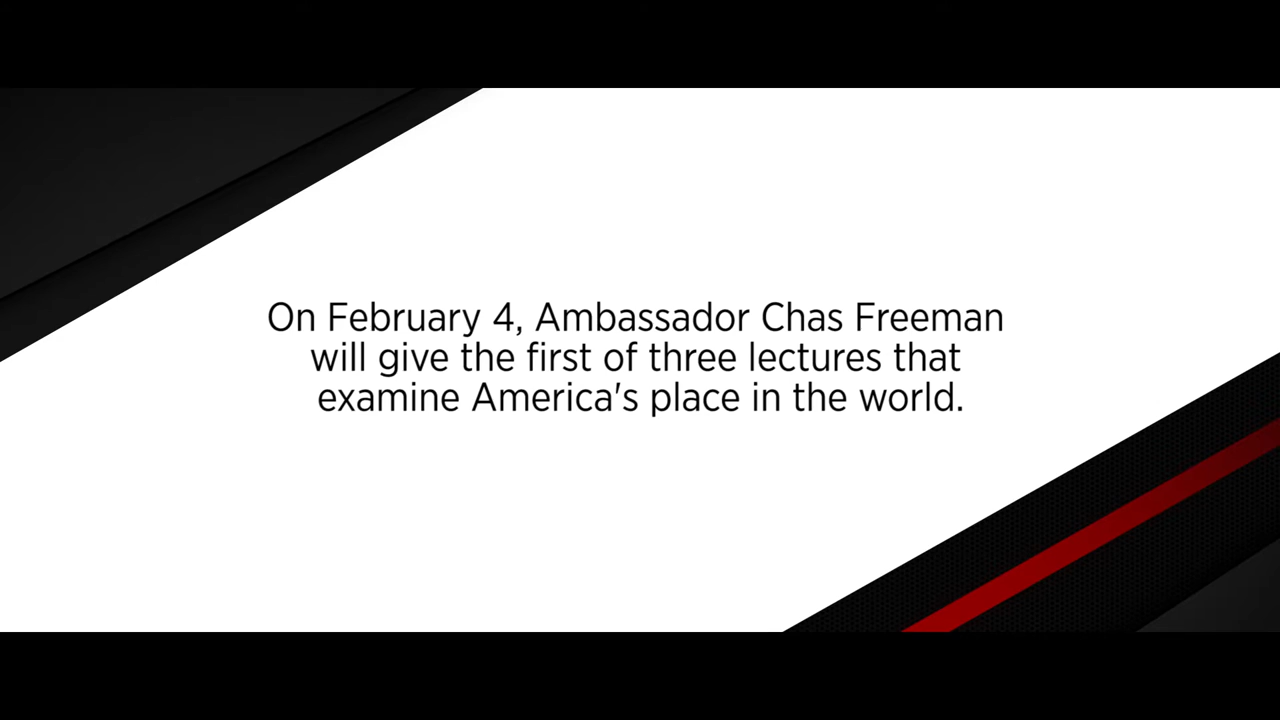 On February 4, Ambassador Chas Freeman
will give the first of three lectures that
examine America's place in the world.